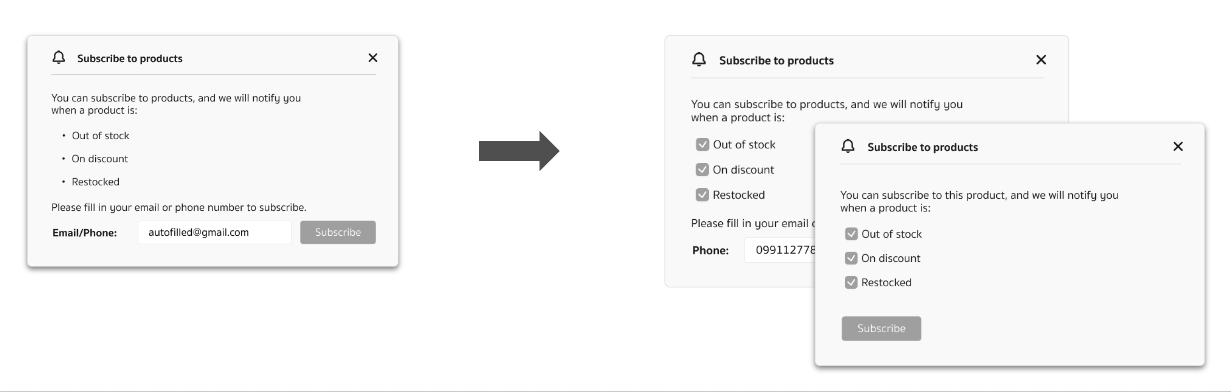 Subscribe to products
You can subscribe to products, and we will notify you
when a product is:
• Out of stock
• On discount
• Restocked
Please fill in your email or phone number to subscribe.
Email/Phone: autofilled@gmail.com Subscribe
Subscribe to products
You can subscribe to products, and we will notify you
when a product is:
Out of stock
On discount
Restocked
Please fill in your email
Phone: 099112778
Subscribe to products
You can subscribe to this product, and we will notify you
when a product is:
Out of stock
On discount
Restocked
Subscribe